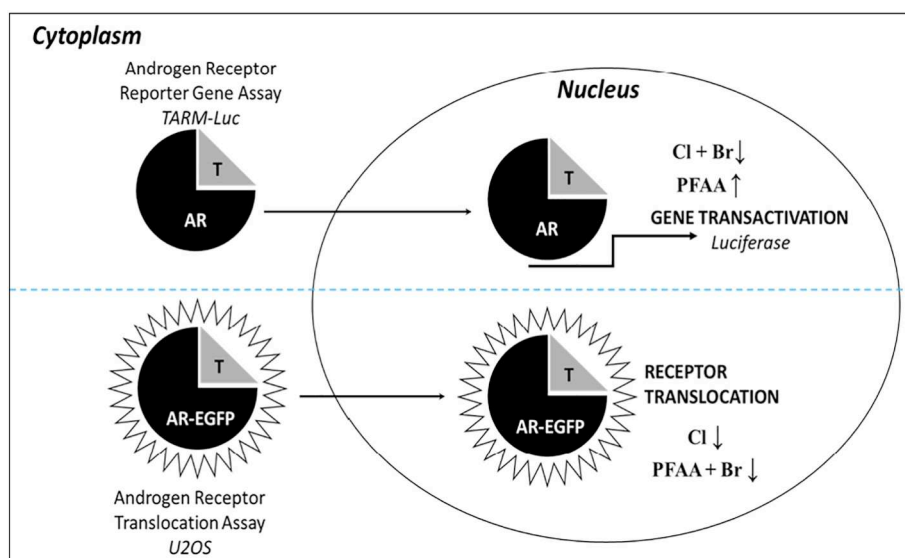 Cytoplasm
Androgen Receptor
Reporter Gene Assay
TARM-Luc
T
AR
Nucleus
T
AR
Cl + Br↓
PFAA ↑
GENE TRANSACTIVATION
Luciferase
T
AR-EGFP
Androgen Receptor
Translocation Assay
U2OS
T
AR-EGFP
RECEPTOR
TRANSLOCATION
Cl ↓
PFAA + Br ↓